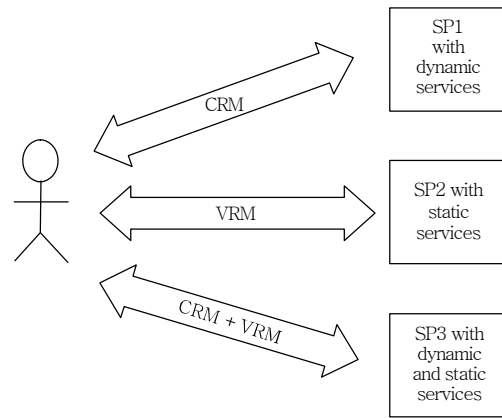 SP1
with
dynamic
services
CRM
SP2 with
static
services
VRM
CRM + VRM
SP3 with
dynamic
and static
services